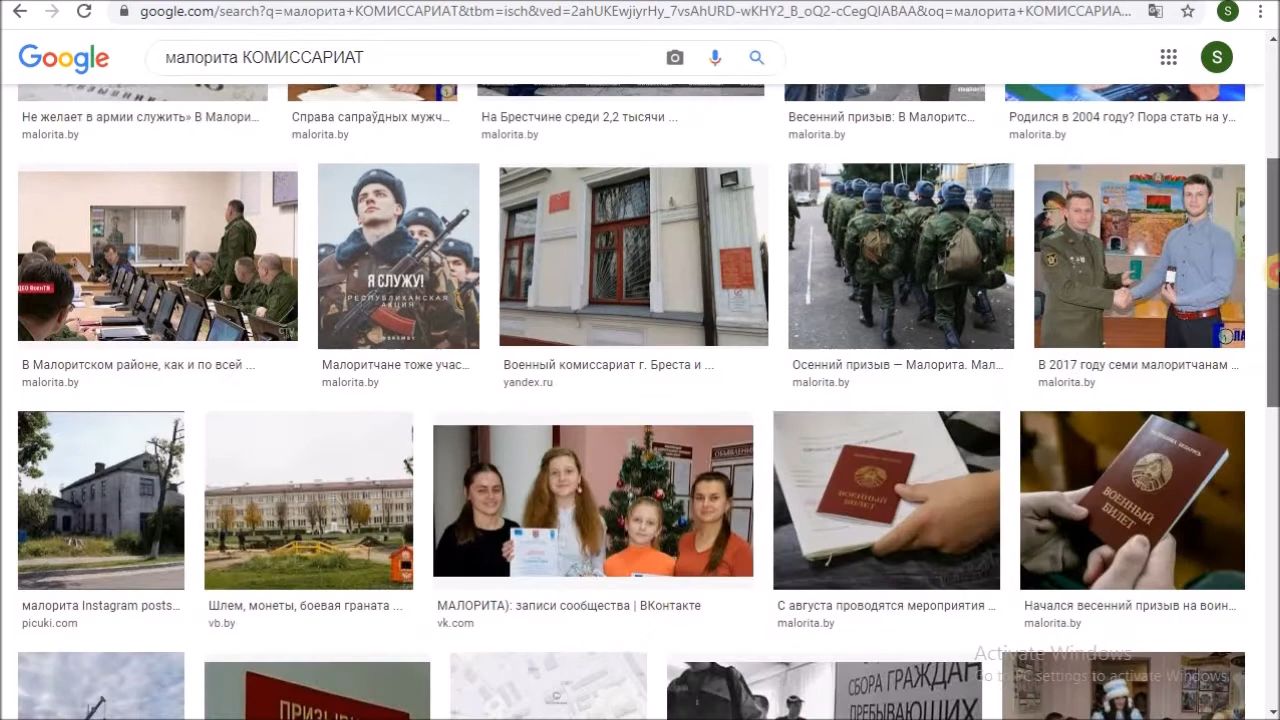 google.com/search?q=малорита+КОМИССАРИАТ&tbm=isch&ved=2ahUKEwjiyrHy_7vsAhURD-wKHY2_B_oQ2-cCegQIABAA&oq=малорита+КОМИССАРИА...
S
Google
малорита КОМИССАРИАТ
S
Не желает в армии служить» В Малори...
malorita.by
Справа сапраўдных мужч...
malorita.by
На Брестчине среди 2,2 тысячи ...
malorita.by
Весенний призыв: В Малоритс...
malorita.by
Родился в 2004 году? Пора стать на у...
malorita.by
СТV
Я СЛУЖУ!
РЕСПУБЛИКАНСКАЯ
АКЦИЯ
В Малоритском районе, как и по всей ...
malorita.by
Малоритчане тоже учас...
malorita.by
Военный комиссариат г. Бреста и ...
yandex.ru
Осенний призыв — Малорита. Мал...
malorita.by
В 2017 году семи малоритчанам ...
malorita.by
ОБЪЯВЛЕНИ
ВОЕННЫЙ
БИЛЕТ
ВОЕННЫЙ
БИЛЕТ
малорита Instagram posts...
picuki.com
Шлем, монеты, боевая граната ...
vb.by
МАЛОРИТА): записи сообщества | ВКонтакте
vk.com
С августа проводятся мероприятия ...
malorita.by
Начался весенний призыв на воин...
malorita.by
Activate Windows
Go to PC settings to activate Windows.
ПРИЗЫВН
СБОРА ГРАЖДАН
ПРЕБЫВАЮЩИХ